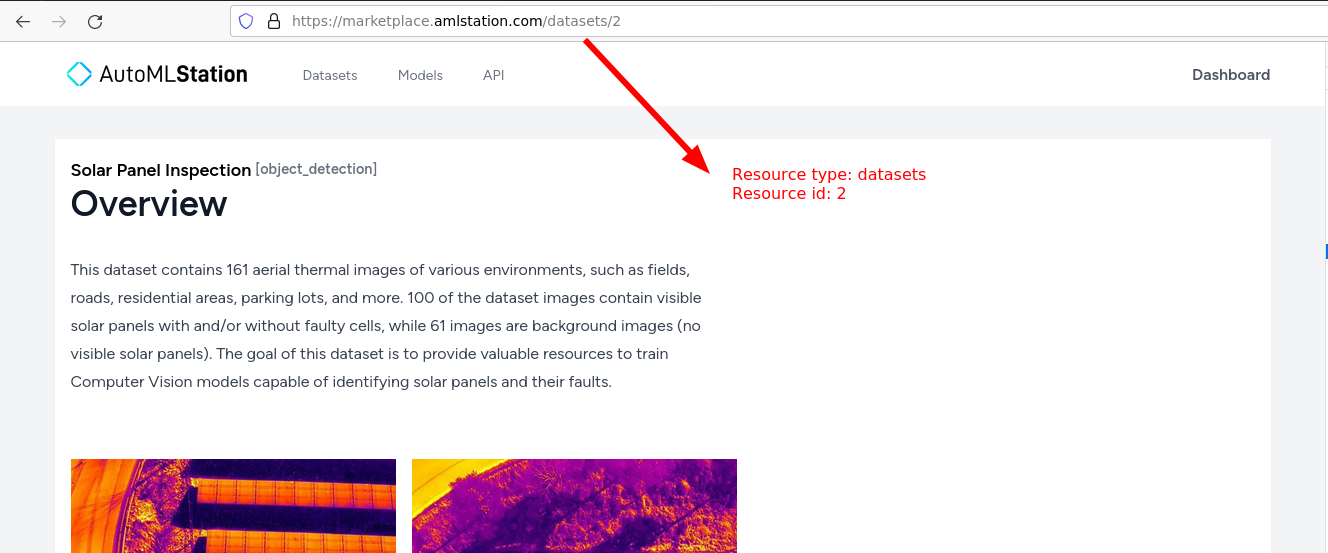 https://marketplace.amlstation.com/datasets/2
AutoMLStation
Datasets
Models
API
Dashboard
Solar Panel Inspection [object_detection]
Overview
Resource type: datasets
Resource id: 2
This dataset contains 161 aerial thermal images of various environments, such as fields,
roads, residential areas, parking lots, and more. 100 of the dataset images contain visible
solar panels with and/or without faulty cells, while 61 images are background images (no
visible solar panels). The goal of this dataset is to provide valuable resources to train
Computer Vision models capable of identifying solar panels and their faults.